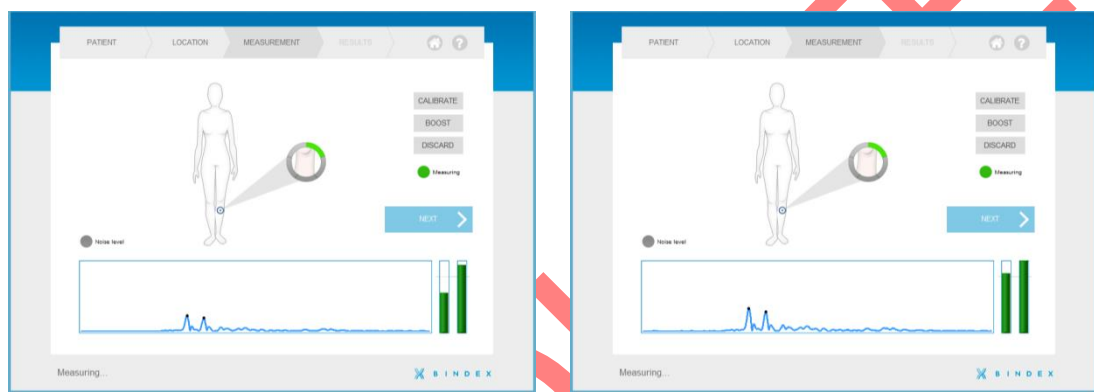 PATIENT LOCATION MEASUREMENT RESULTS ?
CALIBRATE
BOOST
DISCARD
Measuring
NEXT
Noise level
Measuring...
BINDEX
PATIENT LOCATION MEASUREMENT RESULTS ?
CALIBRATE
BOOST
DISCARD
Measuring
NEXT
Noise level
Measuring...
BINDEX